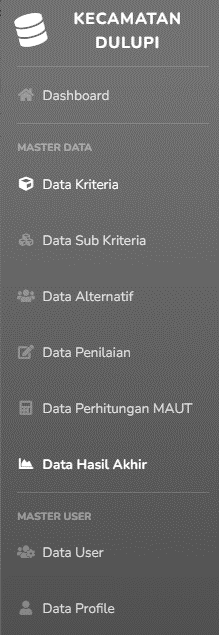 KECAMATAN
DULUPI
Dashboard
MASTER DATA
Data Kriteria
Data Sub Kriteria
Data Alternatif
Data Penilaian
Data Perhitungan MAUT
Data Hasil Akhir
MASTER USER
Data User
Data Profile